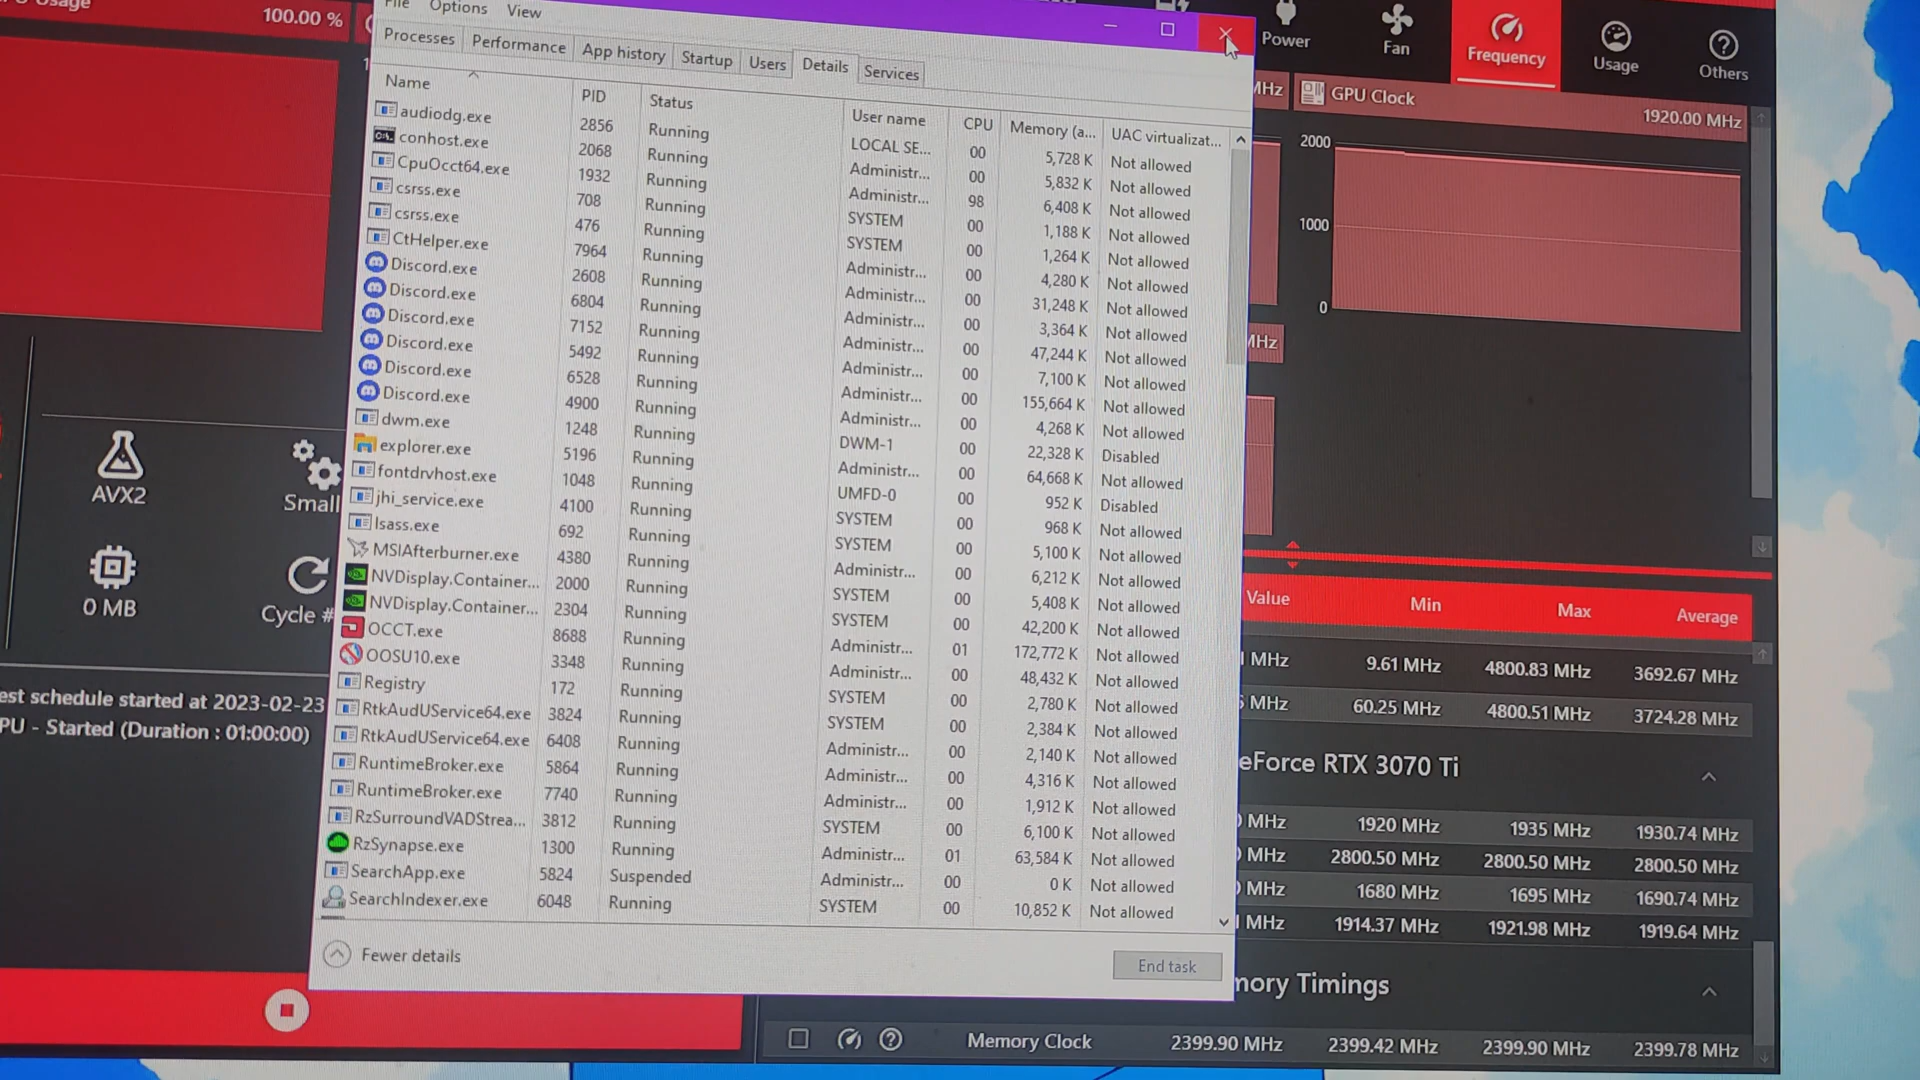 Usage
100.00 %
File Options View
Processes Performance App history Startup Users Details Services
Name PID Status User name CPU Memory (a... UAC virtualizat...
audiodg.exe 2856 Running LOCAL SE... 00 5,728 K Not allowed
conhost.exe 2068 Running Administr... 00 5,832 K Not allowed
CpuOcct64.exe 1932 Running Administr... 98 6,408 K Not allowed
csrss.exe 708 Running SYSTEM 00 1,188 K Not allowed
csrss.exe 476 Running SYSTEM 00 1,264 K Not allowed
CtHelper.exe 7964 Running Administr... 00 4,280 K Not allowed
Discord.exe 2608 Running Administr... 00 31,248 K Not allowed
Discord.exe 6804 Running Administr... 00 3,364 K Not allowed
Discord.exe 7152 Running Administr... 00 47,244 K Not allowed
Discord.exe 5492 Running Administr... 00 7,100 K Not allowed
Discord.exe 6528 Running Administr... 00 155,664 K Not allowed
Discord.exe 4900 Running Administr... 00 4,268 K Not allowed
dwm.exe 1248 Running DWM-1 00 22,328 K Disabled
explorer.exe 5196 Running Administr... 00 64,668 K Not allowed
fontdrvhost.exe 1048 Running UMFD-0 00 952 K Disabled
jhi_service.exe 4100 Running SYSTEM 00 968 K Not allowed
lsass.exe 692 Running SYSTEM 00 5,100 K Not allowed
MSIAfterburner.exe 4380 Running Administr... 00 6,212 K Not allowed
NVDisplay.Container... 2000 Running SYSTEM 00 5,408 K Not allowed
NVDisplay.Container... 2304 Running SYSTEM 00 42,200 K Not allowed
OCCT.exe 8688 Running Administr... 01 172,772 K Not allowed
OOSU10.exe 3348 Running Administr... 00 48,432 K Not allowed
Registry 172 Running SYSTEM 00 2,780 K Not allowed
RtkAudUService64.exe 3824 Running SYSTEM 00 2,384 K Not allowed
RtkAudUService64.exe 6408 Running Administr... 00 2,140 K Not allowed
RuntimeBroker.exe 5864 Running Administr... 00 4,316 K Not allowed
RuntimeBroker.exe 7740 Running Administr... 00 1,912 K Not allowed
RzSurroundVADStrea... 3812 Running SYSTEM 00 6,100 K Not allowed
RzSynapse.exe 1300 Running Administr... 01 63,584 K Not allowed
SearchApp.exe 5824 Suspended Administr... 00 0 K Not allowed
SearchIndexer.exe 6048 Running SYSTEM 00 10,852 K Not allowed
Fewer details
End task
AVX2 Small
0 MB Cycle #
est schedule started at 2023-02-23
PU - Started (Duration : 01:00:00)
Power Fan Frequency Usage Others
MHz
GPU Clock 1920.00 MHz
2000
1000
0
MHz
Value Min Max Average
MHz 9.61 MHz 4800.83 MHz 3692.67 MHz
MHz 60.25 MHz 4800.51 MHz 3724.28 MHz
eForce RTX 3070 Ti
MHz 1920 MHz 1935 MHz 1930.74 MHz
MHz 2800.50 MHz 2800.50 MHz 2800.50 MHz
MHz 1680 MHz 1695 MHz 1690.74 MHz
MHz 1914.37 MHz 1921.98 MHz 1919.64 MHz
mory Timings
Memory Clock 2399.90 MHz 2399.42 MHz 2399.90 MHz 2399.78 MHz